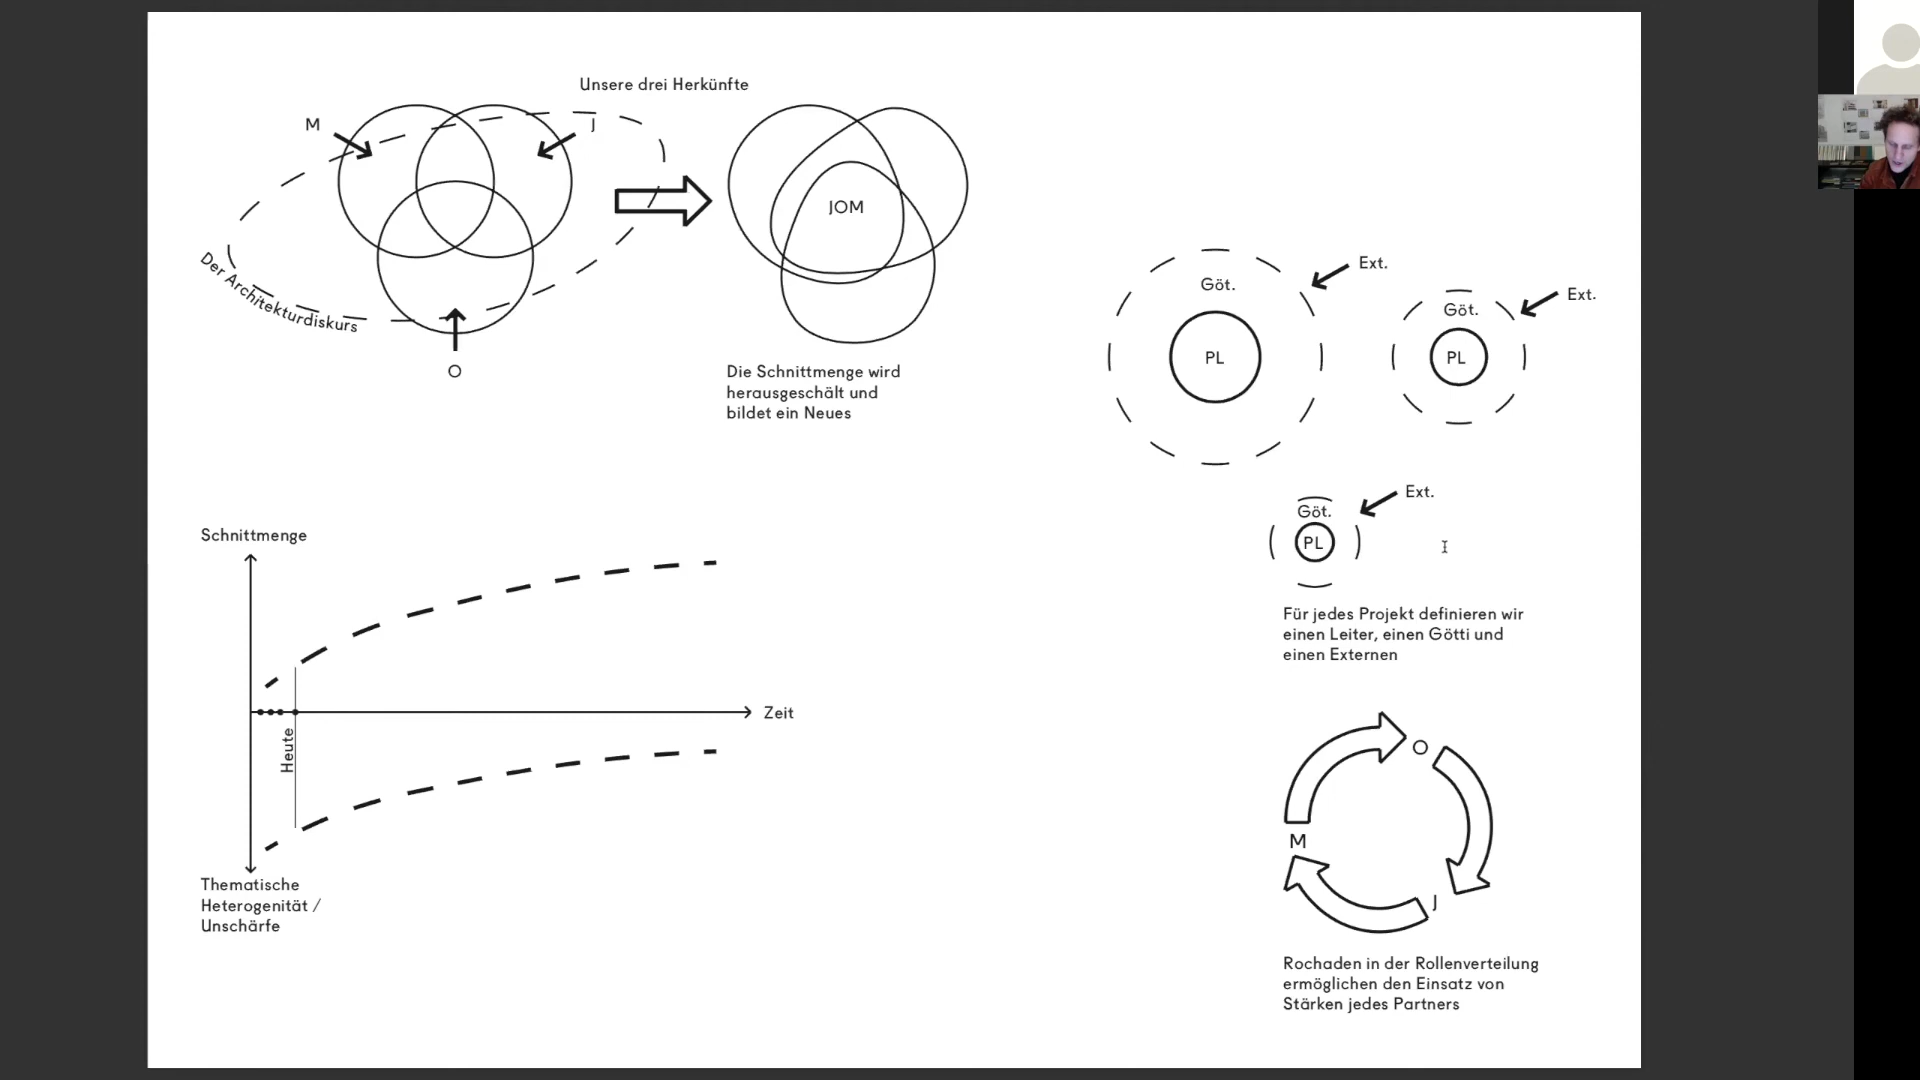 Unsere drei Herkünfte
M
J
O
Der Architekturdiskurs
JOM
Die Schnittmenge wird
herausgeschält und
bildet ein Neues
Göt.
PL
Ext.
Göt.
PL
Ext.
Göt.
PL
Ext.
Für jedes Projekt definieren wir
einen Leiter, einen Götti und
einen Externen
Schnittmenge
Zeit
Heute
Thematische
Heterogenität /
Unschärfe
O
M
J
Rochaden in der Rollenverteilung
ermöglichen den Einsatz von
Stärken jedes Partners